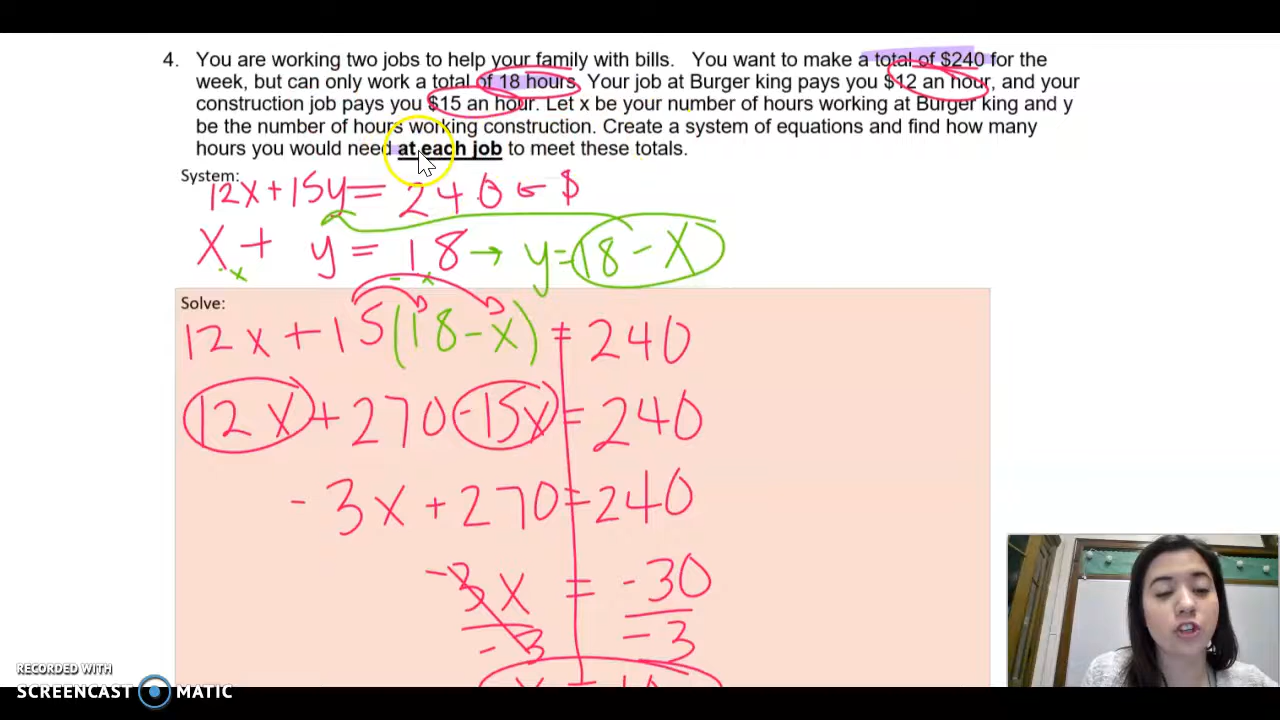 4. You are working two jobs to help your family with bills. You want to make a total of $240 for the
week, but can only work a total of 18 hours. Your job at Burger king pays you $12 an hour, and your
construction job pays you $15 an hour. Let x be your number of hours working at Burger king and y
be the number of hours working construction. Create a system of equations and find how many
hours you would need at each job to meet these totals.
System:
12x+15y=240 ← $
x + y = 18 → y=18-x
-x -x
Solve:
12x+15(18-x) = 240
12x+270-15x=240
-3x+270=240
-3x = -30
-3 -3
RECORDED WITH
SCREENCAST MATIC